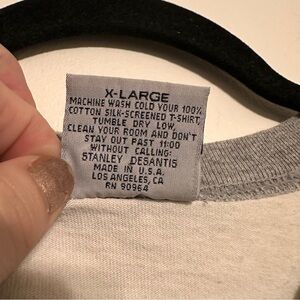 X-LARGE
MACHINE WASH COLD YOUR 100%
COTTON SILK-SCREENED T-SHIRT,
TUMBLE DRY LOW,
CLEAN YOUR ROOM AND DON'T
STAY OUT PAST 11:00
WITHOUT CALLING:
STANLEY DESANTIS
MADE IN U.S.A.
LOS ANGELES, CA
RN 90964